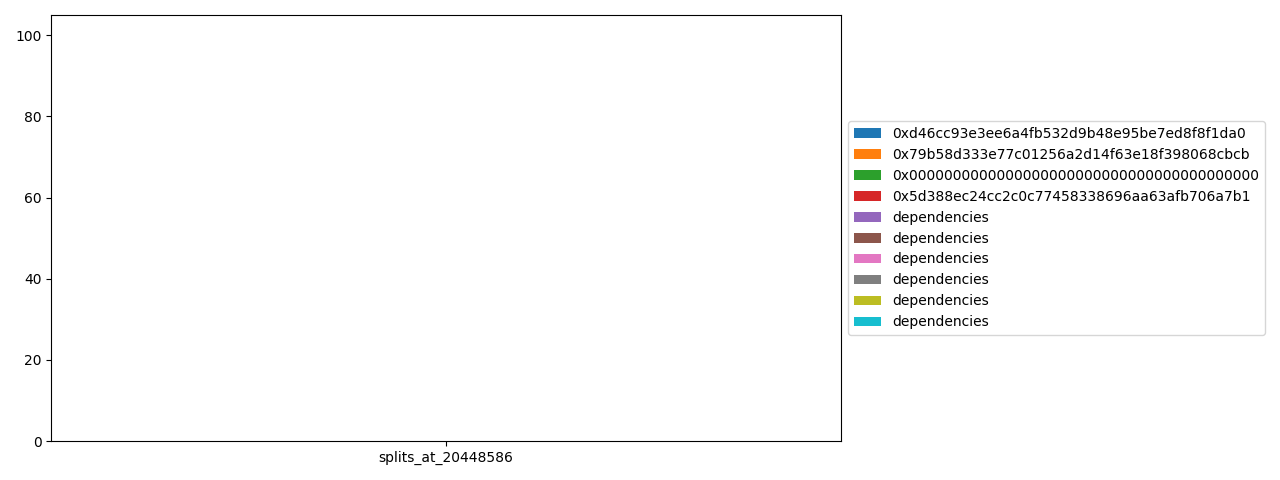 100
80
60
40
20
0
splits_at_20448586
0xd46cc93e3ee6a4fb532d9b48e95be7ed8f8f1da0
0x79b58d333e77c01256a2d14f63e18f398068cbcb
0x0000000000000000000000000000000000000000
0x5d388ec24cc2c0c77458338696aa63afb706a7b1
dependencies
dependencies
dependencies
dependencies
dependencies
dependencies